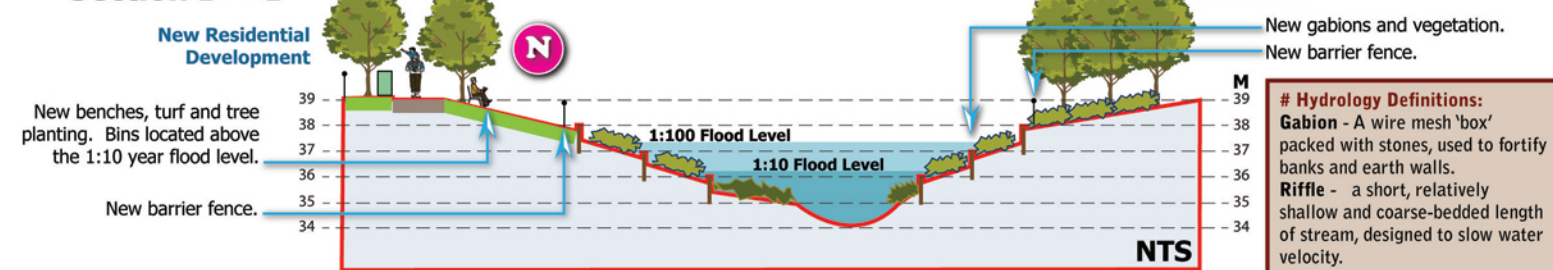 New Residential
Development
N
New benches, turf and tree
planting. Bins located above
the 1:10 year flood level.
New barrier fence.
39
38
37
36
35
34
1:100 Flood Level
1:10 Flood Level
NTS
M
39
38
37
36
35
34
New gabions and vegetation.
New barrier fence.
# Hydrology Definitions:
Gabion - A wire mesh ‘box’
packed with stones, used to fortify
banks and earth walls.
Riffle - a short, relatively
shallow and coarse-bedded length
of stream, designed to slow water
velocity.